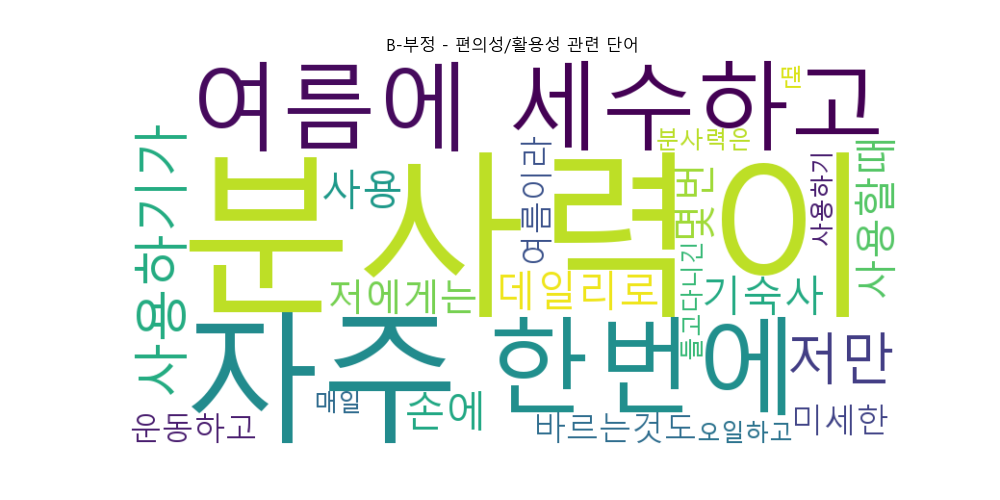 B-부정 - 편의성/활용성 관련 단어
여름에 세수하고
땐
분사력은
분사력이
사용하기가
사용
여름이라
몇번
사용하기
사용할때
저에게는
데일리로
들고다니긴
기숙사
자주 한번에
저만
매일
손에
운동하고
바르는것도
오일하고
미세한